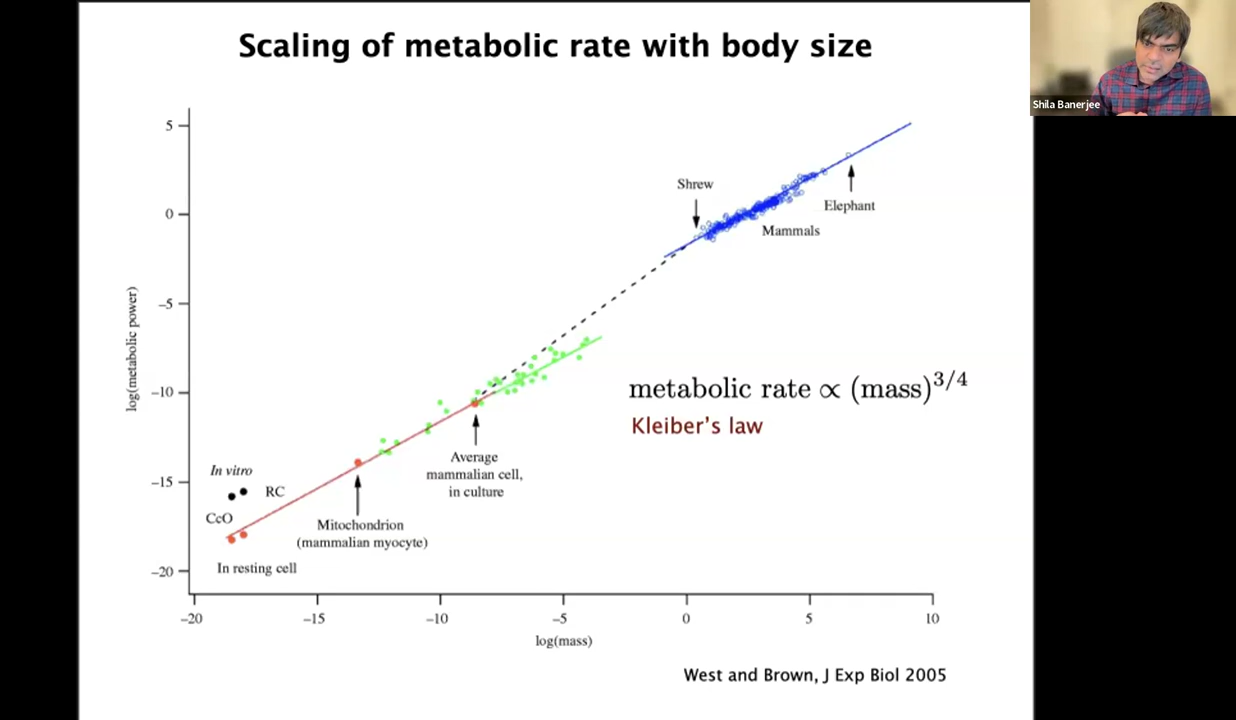 Scaling of metabolic rate with body size
Shila Banerjee
5
0
−5
−10
−15
−20
log(metabolic power)
Shrew
Elephant
Mammals
metabolic rate ∝ (mass)^3/4
Kleiber's law
Average
mammalian cell,
in culture
In vitro
RC
CcO
Mitochondrion
(mammalian myocyte)
In resting cell
−20
−15
−10
−5
0
5
10
log(mass)
West and Brown, J Exp Biol 2005